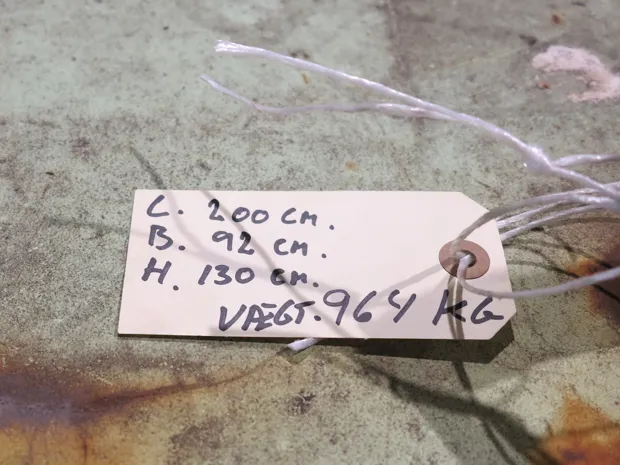 L. 200 CM.
B. 92 CM.
H. 130 CM.
VÆGT. 964 KG